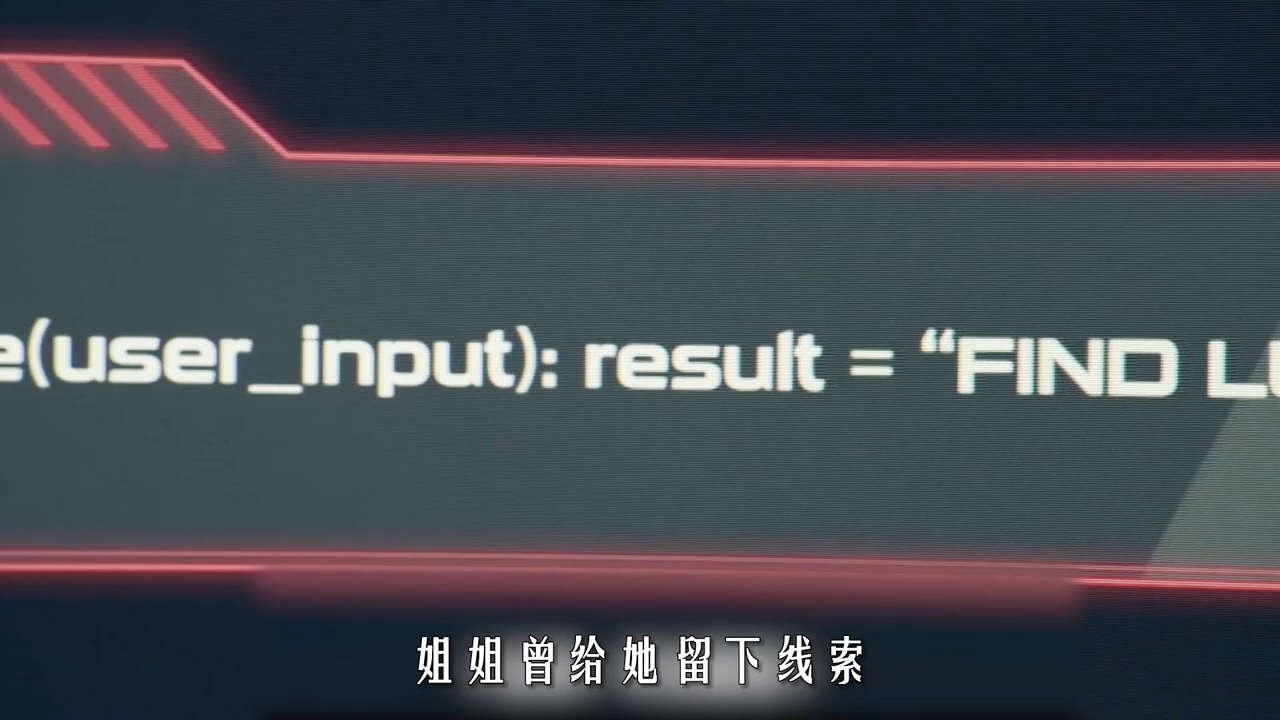 e(user_input): result = “FIND L
姐姐曾给她留下线索